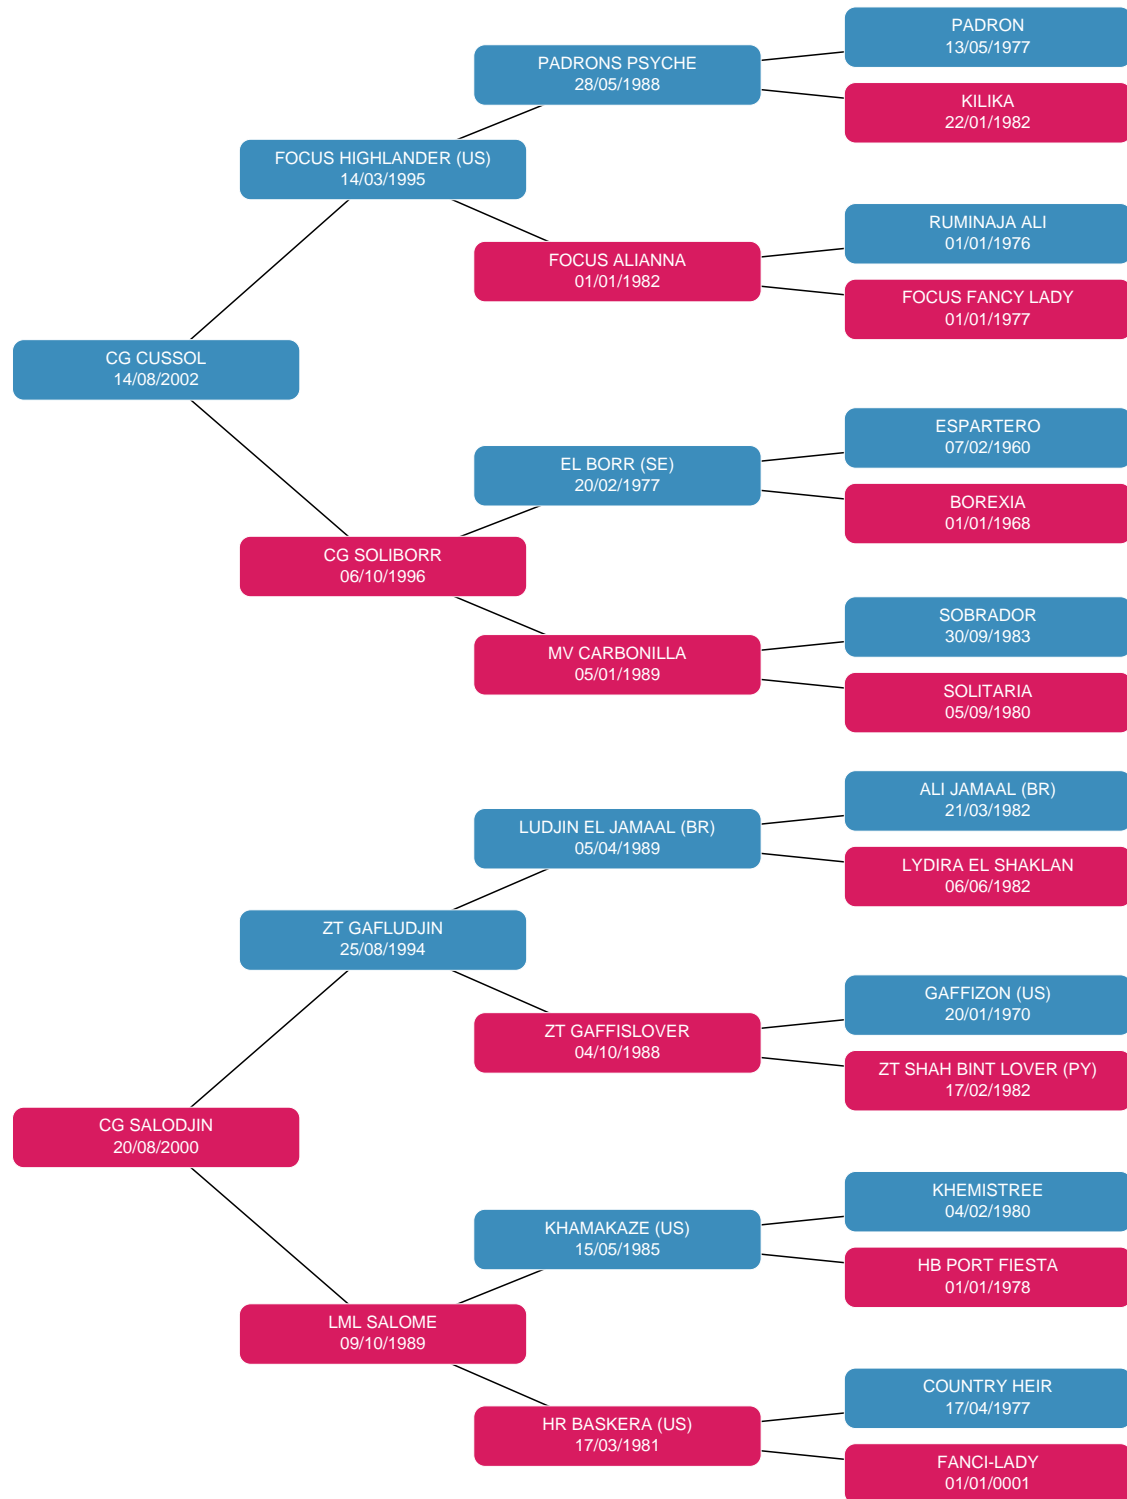 PADRON
13/05/1977
PADRONS PSYCHE
28/05/1988
KILIKA
22/01/1982
FOCUS HIGHLANDER (US)
14/03/1995
RUMINAJA ALI
01/01/1976
FOCUS ALIANNA
01/01/1982
FOCUS FANCY LADY
01/01/1977
CG CUSSOL
14/08/2002
ESPARTERO
07/02/1960
EL BORR (SE)
20/02/1977
BOREXIA
01/01/1968
CG SOLIBORR
06/10/1996
SOBRADOR
30/09/1983
MV CARBONILLA
05/01/1989
SOLITARIA
05/09/1980
ALI JAMAAL (BR)
21/03/1982
LUDJIN EL JAMAAL (BR)
05/04/1989
LYDIRA EL SHAKLAN
06/06/1982
ZT GAFLUDJIN
25/08/1994
GAFFIZON (US)
20/01/1970
ZT GAFFISLOVER
04/10/1988
ZT SHAH BINT LOVER (PY)
17/02/1982
CG SALODJIN
20/08/2000
KHEMISTREE
04/02/1980
KHAMAKAZE (US)
15/05/1985
HB PORT FIESTA
01/01/1978
LML SALOME
09/10/1989
COUNTRY HEIR
17/04/1977
HR BASKERA (US)
17/03/1981
FANCI-LADY
01/01/0001